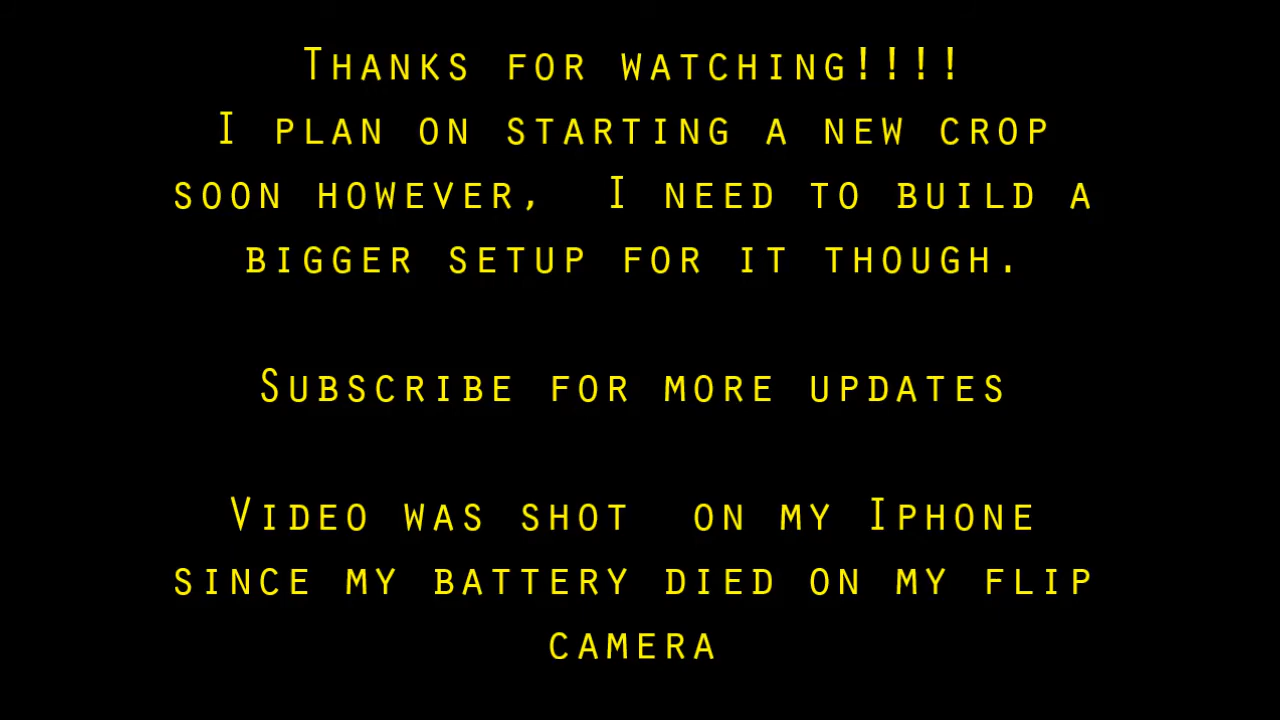 Thanks for watching!!!!
I plan on starting a new crop
soon however,  I need to build a
bigger setup for it though.
Subscribe for more updates
Video was shot  on my Iphone
since my battery died on my flip
camera